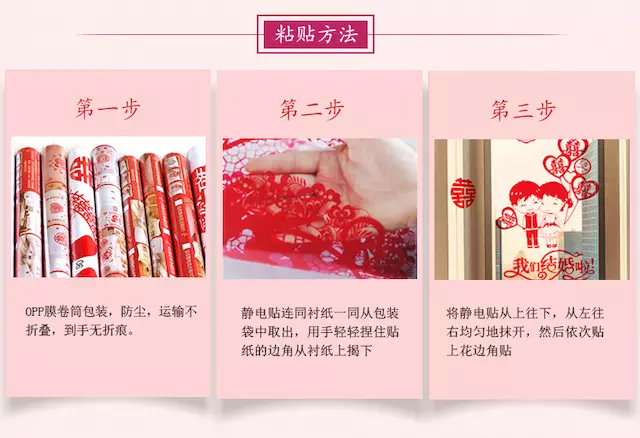 粘贴方法
第一步
第二步
第三步
囍
囍
我们结婚啦!
OPP膜卷筒包装，防尘，运输不
折叠，到手无折痕。
静电贴连同衬纸一同从包装
袋中取出，用手轻轻捏住贴
纸的边角从衬纸上揭下
将静电贴从上往下，从左往
右均匀地抹开，然后依次贴
上花边角贴